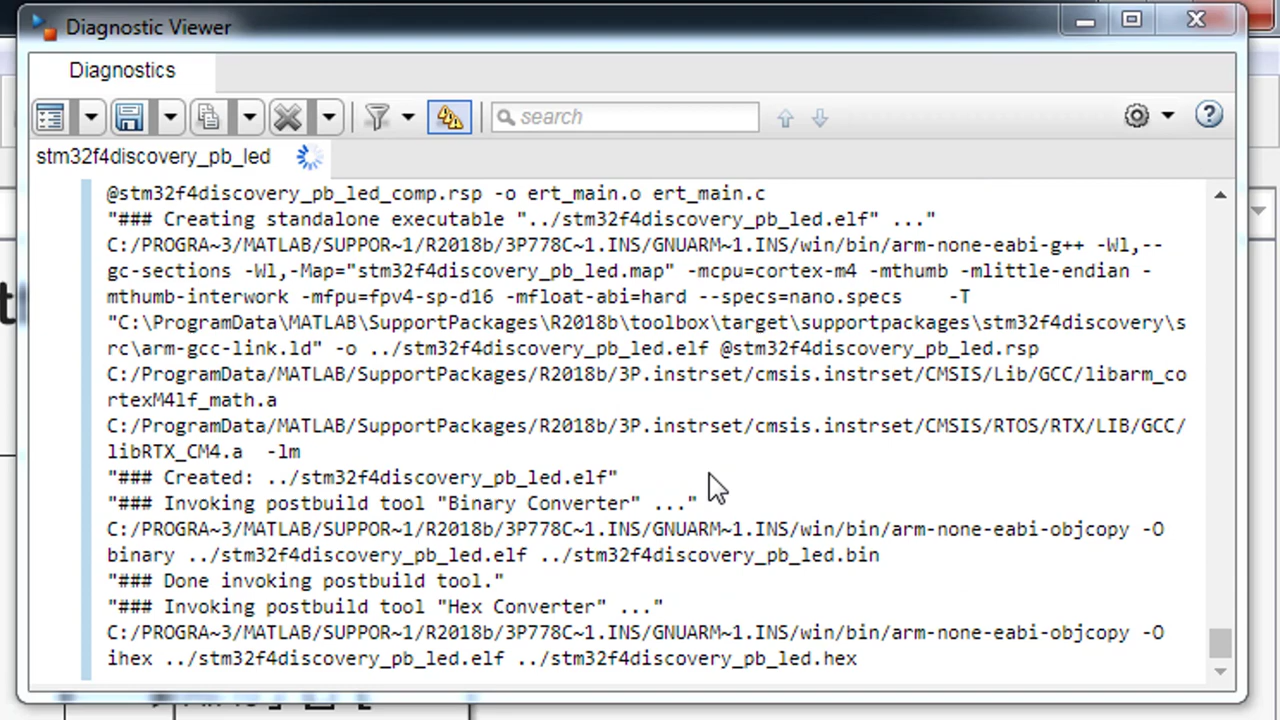 Diagnostic Viewer
Diagnostics
search
stm32f4discovery_pb_led
@stm32f4discovery_pb_led_comp.rsp -o ert_main.o ert_main.c
"### Creating standalone executable "../stm32f4discovery_pb_led.elf" ..."
C:/PROGRA~3/MATLAB/SUPPOR~1/R2018b/3P778C~1.INS/GNUARM~1.INS/win/bin/arm-none-eabi-g++ -Wl,--
gc-sections -Wl,-Map="stm32f4discovery_pb_led.map" -mcpu=cortex-m4 -mthumb -mlittle-endian -
mthumb-interwork -mfpu=fpv4-sp-d16 -mfloat-abi=hard --specs=nano.specs    -T
"C:\ProgramData\MATLAB\SupportPackages\R2018b\toolbox\target\supportpackages\stm32f4discovery\s
rc\arm-gcc-link.ld" -o ../stm32f4discovery_pb_led.elf @stm32f4discovery_pb_led.rsp
C:/ProgramData/MATLAB/SupportPackages/R2018b/3P.instrset/cmsis.instrset/CMSIS/Lib/GCC/libarm_co
rtexM4lf_math.a
C:/ProgramData/MATLAB/SupportPackages/R2018b/3P.instrset/cmsis.instrset/CMSIS/RTOS/RTX/LIB/GCC/
libRTX_CM4.a  -lm
"### Created: ../stm32f4discovery_pb_led.elf"
"### Invoking postbuild tool "Binary Converter" ..."
C:/PROGRA~3/MATLAB/SUPPOR~1/R2018b/3P778C~1.INS/GNUARM~1.INS/win/bin/arm-none-eabi-objcopy -O
binary ../stm32f4discovery_pb_led.elf ../stm32f4discovery_pb_led.bin
"### Done invoking postbuild tool."
"### Invoking postbuild tool "Hex Converter" ..."
C:/PROGRA~3/MATLAB/SUPPOR~1/R2018b/3P778C~1.INS/GNUARM~1.INS/win/bin/arm-none-eabi-objcopy -O
ihex ../stm32f4discovery_pb_led.elf ../stm32f4discovery_pb_led.hex